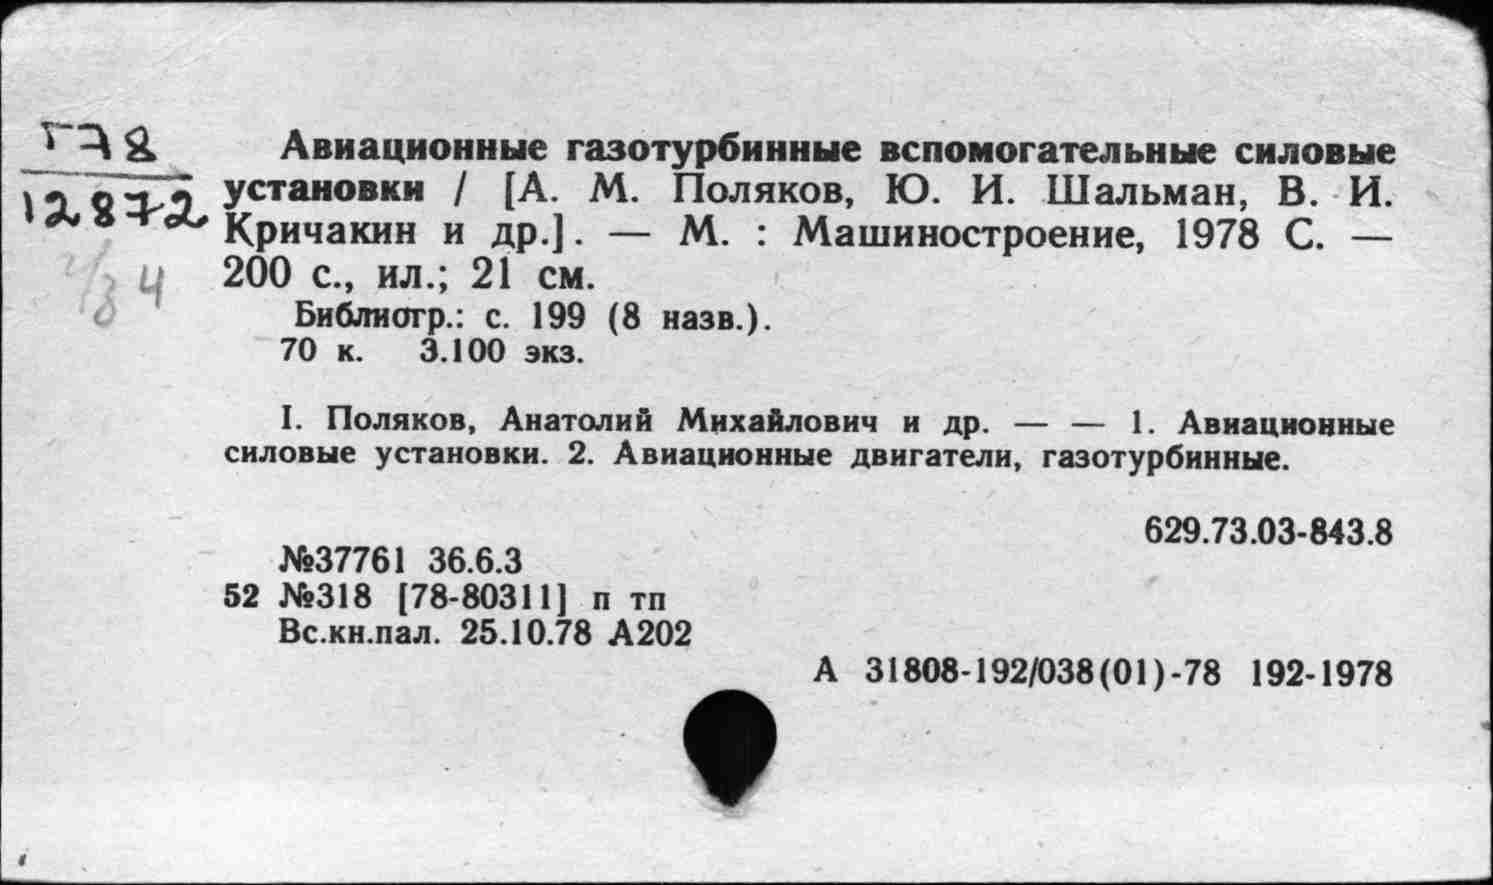 Г78
12872
Авиационные газотурбинные вспомогательные силовые
установки / [А. М. Поляков, Ю. И. Шальман, В. И.
Кричакин и др.]. — М. : Машиностроение, 1978 С. —
200 с., ил.; 21 см.
Библиогр.: с. 199 (8 назв.).
70 к. 3.100 экз.
I. Поляков, Анатолий Михайлович и др. — — 1. Авиационные
силовые установки. 2. Авиационные двигатели, газотурбинные.
629.73.03-843.8
№37761 36.6.3
52 №318 [78-80311] п тп
Вс.кн.пал. 25.10.78 А202
А 31808-192/038(01)-78 192-1978